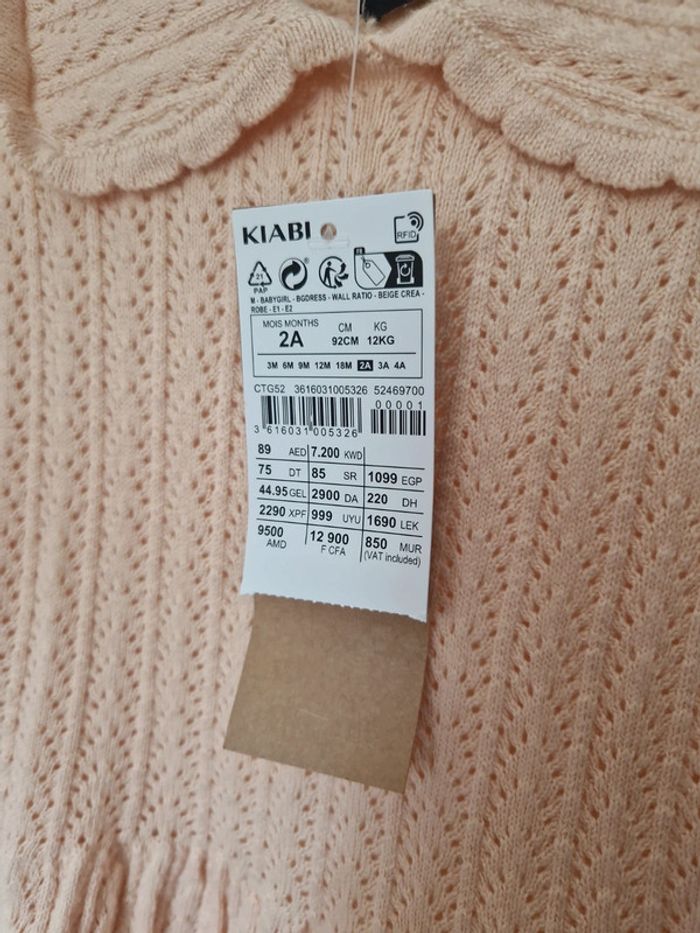 KIABI
RFID
21
PAP
FR
M - BABYGIRL - BGDRESS - WALL RATIO - BEIGE CREA -
ROBE - E1 - E2
MOIS MONTHS CM KG
2A 92CM 12KG
3M 6M 9M 12M 18M 2A 3A 4A
CTG52 3616031005326 52469700
00001
3 616031 005326
89 AED 7.200 KWD
75 DT 85 SR 1099 EGP
44.95 GEL 2900 DA 220 DH
2290 XPF 999 UYU 1690 LEK
9500 AMD 12 900 F CFA 850 MUR
(VAT included)